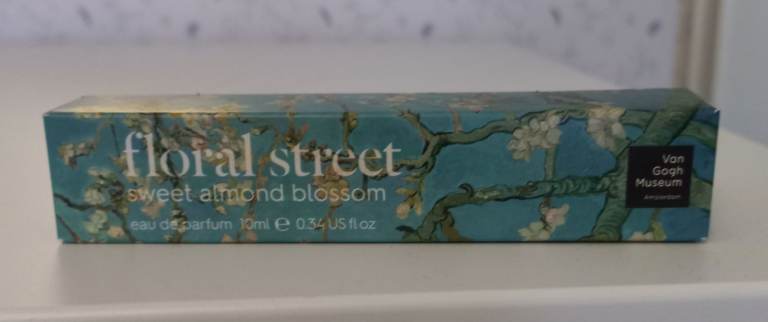 floral street
sweet almond blossom
eau de parfum 10ml ℮ 0.34 US fl oz
Van
Gogh
Museum
Amsterdam